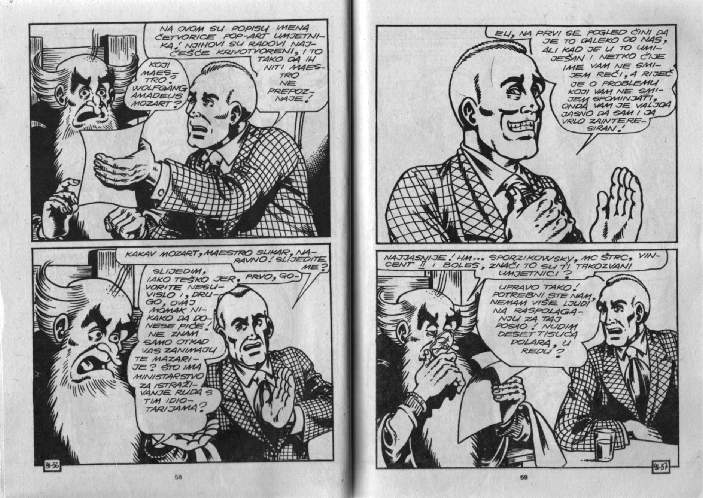 NA OVOM SU POPISU IMENA
ČETVORICE POP-ART UMJETNI-
KA! NJIHOVI SU RADOVI NAJ-
ČEŠĆE KRIVOTVORENI, I TO
TAKO DA IH
NITI MAES-
TRO
NE
PREPOZ-
NAJE.
KOJI
MAES-
TRO,
WOLFGANG
AMADEUS
MOZART?
KAKAV MOZART, MAESTRO SLIKAR, NA-
RAVNO! SLIJEDITE
ME?
SLIJEDIM,
IAKO TEŠKO JER,
PRVO, GO-
VORITE NESU-
VISLO I, DRU-
GO, OVAJ
MOMAK NI-
KAKO DA DO-
NESE PIĆE!
NE ZNAM
SAMO OTKAD
VAS ZANIMAJU
TE MAZARI-
JE? ŠTO IMA
MINISTARSTVO
ZA ISTRAŽI-
VANJE RUDA S
TIM IDIO-
TARIJAMA?
58
EU, NA PRVI SE POGLED ČINI DA
JE TO DALEKO OD NAS,
ALI KAD JE U TO UMI-
JEŠAN I NETKO ČIJE
IME VAM NE SMI-
JEM REĆI, A RIJEČ
JE O PROBLEMU
KOJI VAM NE SMI-
JEM SPOMINJATI,
ONDA VAM JE VALJDA
JASNO DA SAM I JA
VRLO ZAINTERE-
SIRAN!
NAJJASNIJE! HM... SPORZIKOWSKY, MC ŠTRC, VIN-
CENT II I BOLES, ZNAČI TO SU TI TAKOZVANI
UMJETNICI?
UPRAVO TAKO!
POTREBNI STE NAM,
NEMAM VIŠE LJUDI
NA RASPOLAGA-
NJU ZA TAJ
POSAO! NUDIM
DESET TISUĆA
DOLARA, U
REDU?
59